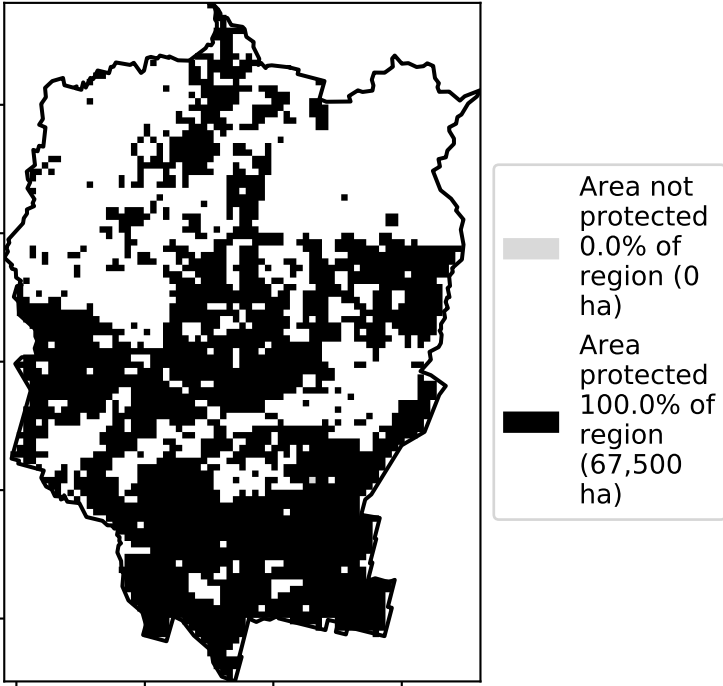 Area not
protected
0.0% of
region (0
ha)
Area
protected
100.0% of
region
(67,500
ha)